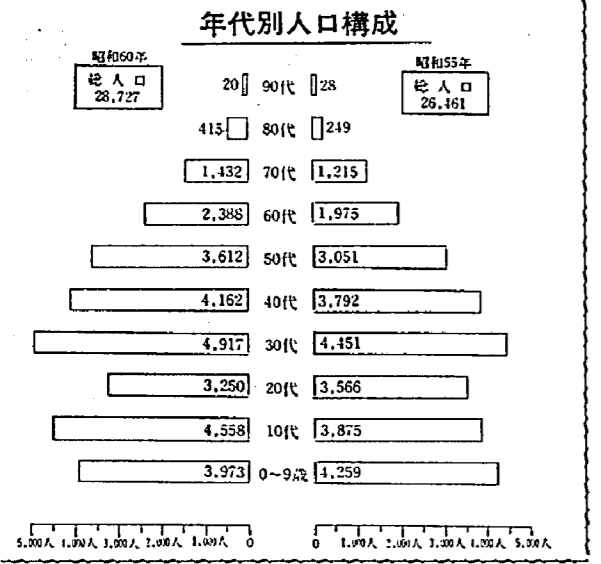 年代別人口構成
昭和60年
総人口
28,727
昭和55年
総人口
26,461
20 90代 28
415 80代 249
1,432 70代 1,215
2,388 60代 1,975
3,612 50代 3,051
4,162 40代 3,792
4,917 30代 4,451
3,250 20代 3,566
4,558 10代 3,875
3,973 0~9歳 4,259
5,000人 4,000人 3,000人 2,000人 1,000人 0 0 1,000人 2,000人 3,000人 4,000人 5,000人